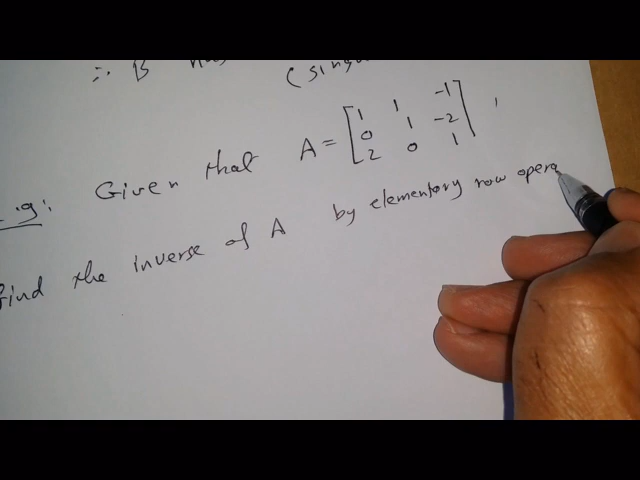 ∴ B (sing
e.g: Given that A = [1 1 -1
0 1 -2
2 0 1] ,
Find the inverse of A by elementary row opera